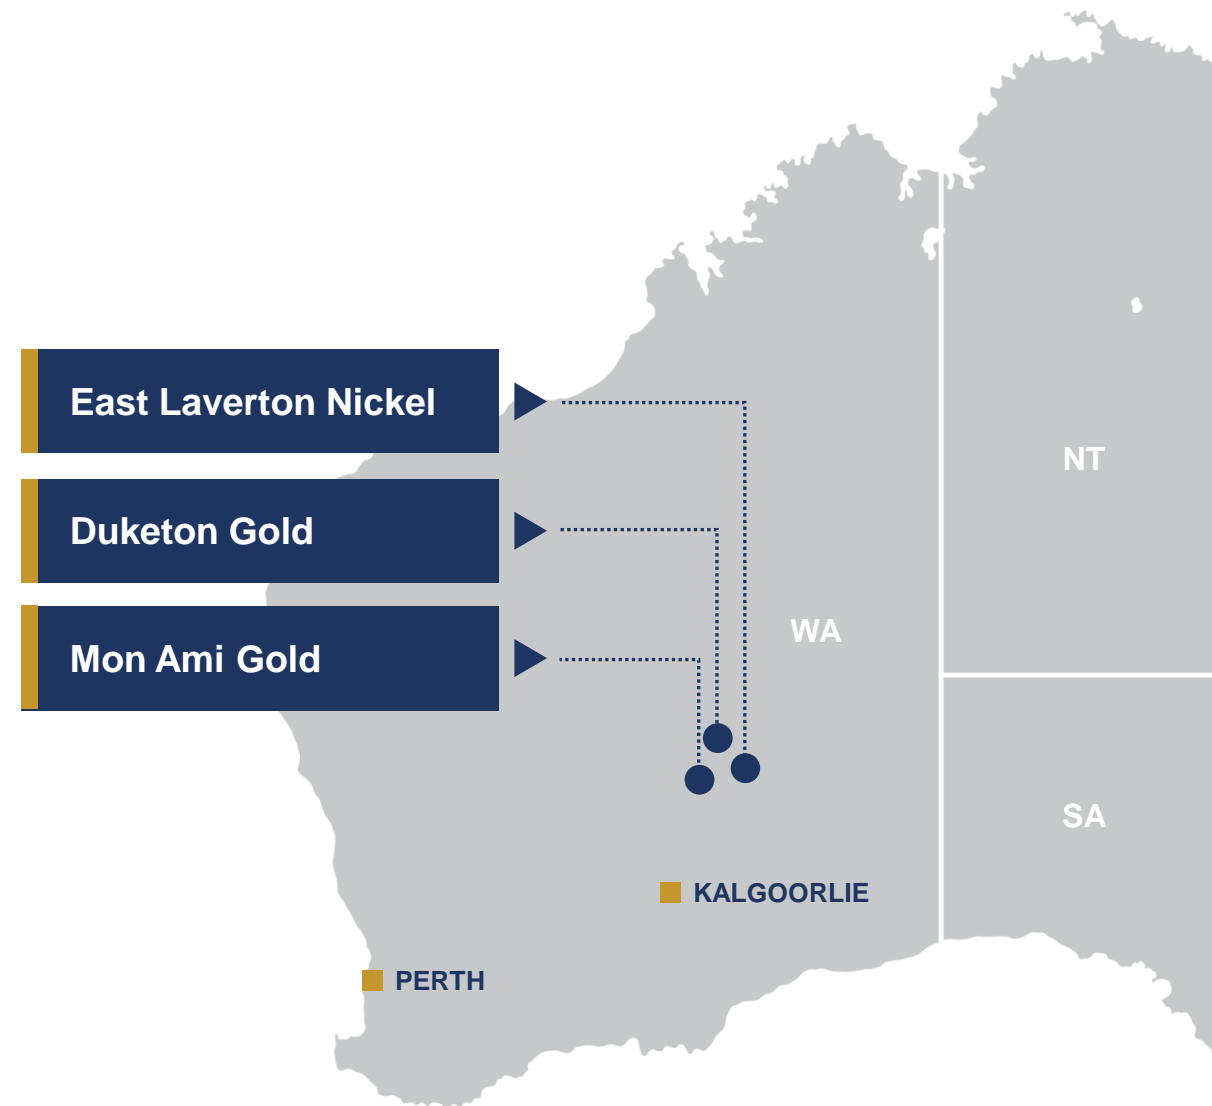 East Laverton Nickel
Duketon Gold
Mon Ami Gold
NT
WA
SA
KALGOORLIE
PERTH